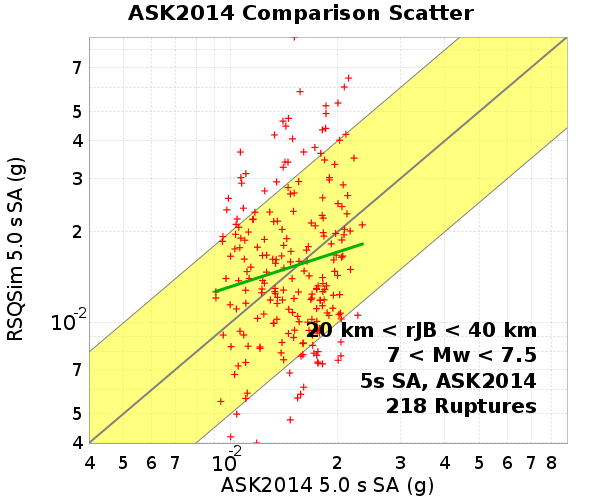 ASK2014 Comparison Scatter
RSQSim 5.0 s SA (g)
7
5
4
3
2
10-2
7
5
4
20 km < rJB < 40 km
7 < Mw < 7.5
5s SA, ASK2014
218 Ruptures
4 5 6 7 10-2 2 3 4 5 6 7 8
ASK2014 5.0 s SA (g)